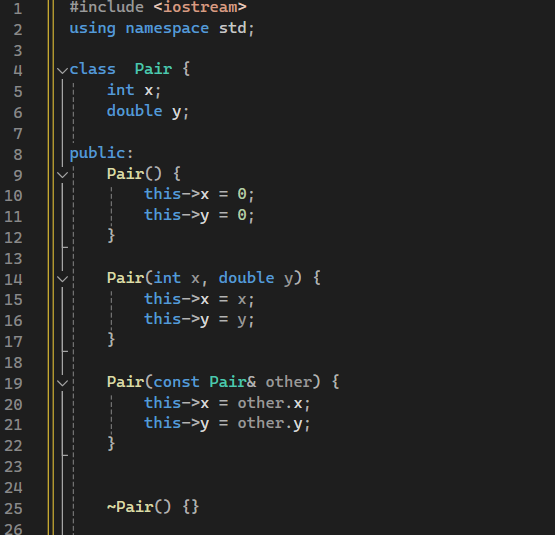 1 #include <iostream>
2 using namespace std;
3
4 class  Pair {
5     int x;
6     double y;
7
8 public:
9     Pair() {
10         this->x = 0;
11         this->y = 0;
12     }
13
14     Pair(int x, double y) {
15         this->x = x;
16         this->y = y;
17     }
18
19     Pair(const Pair& other) {
20         this->x = other.x;
21         this->y = other.y;
22     }
23
24
25     ~Pair() {}
26